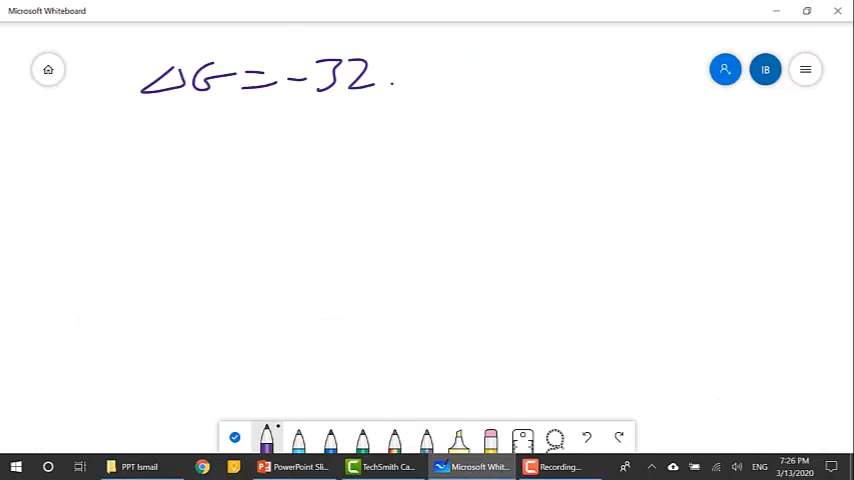 Microsoft Whiteboard
ΔG = -32.
IB
PPT Ismail
PowerPoint Sli...
TechSmith Ca...
Microsoft Whit...
Recording...
ENG
7:26 PM
3/13/2020